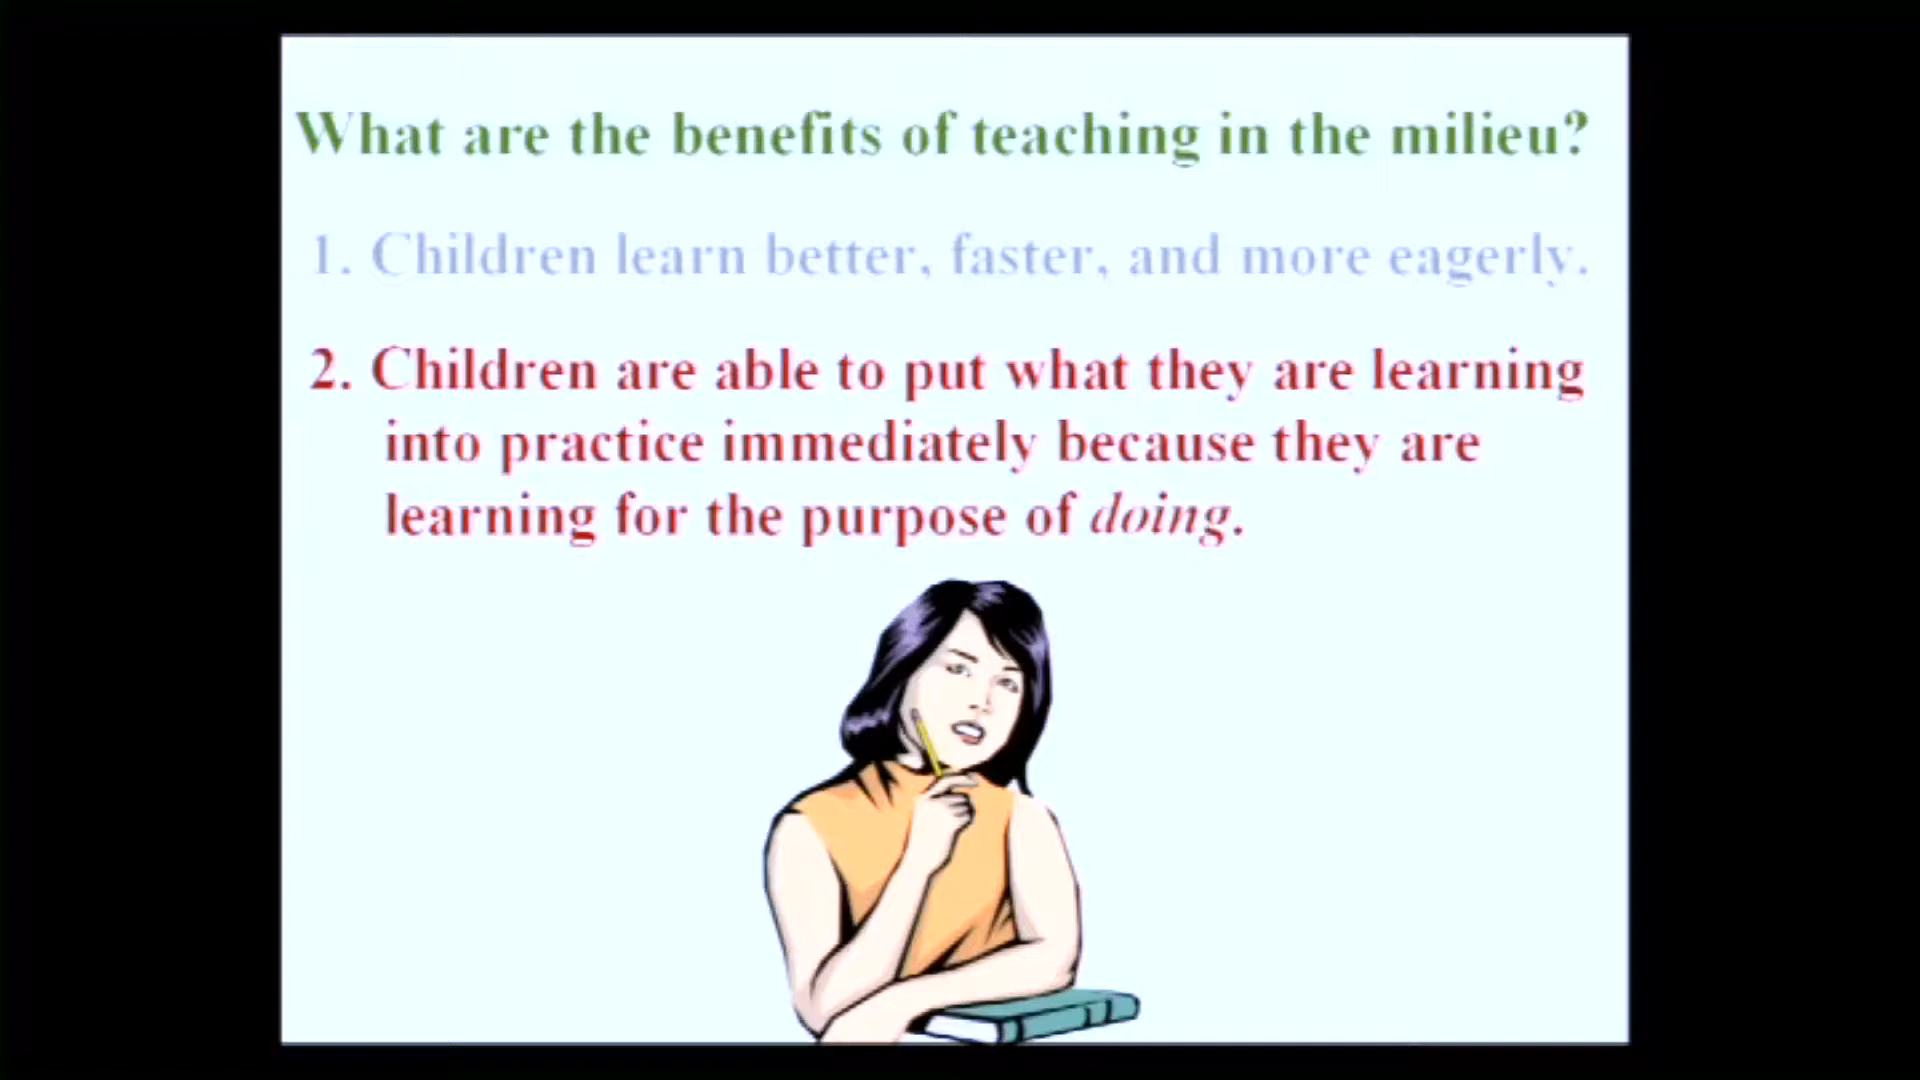 What are the benefits of teaching in the milieu?
1. Children learn better, faster, and more eagerly.
2. Children are able to put what they are learning
into practice immediately because they are
learning for the purpose of doing.